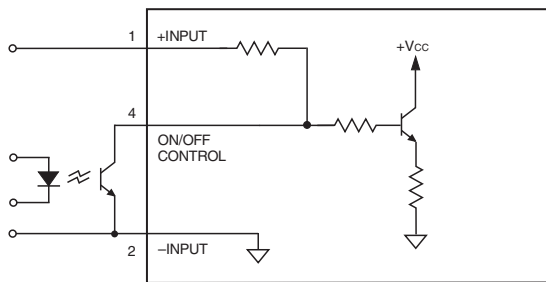 1 +INPUT
+VCC
4
ON/OFF
CONTROL
2 –INPUT